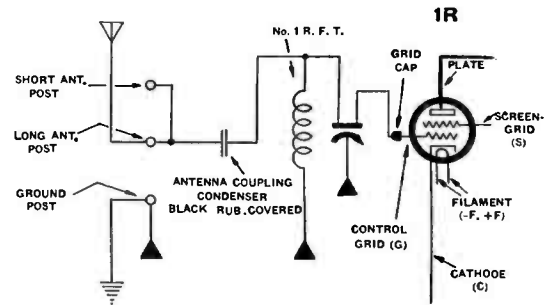 1R
No. 1 R. F. T.
GRID
CAP
PLATE
SHORT ANT.
POST
SCREEN-
GRID
(S)
LONG ANT.
POST
GROUND
POST
ANTENNA COUPLING
CONDENSER
BLACK RUB. COVERED
CONTROL
GRID (G)
FILAMENT
(-F. +F)
CATHODE
(C)